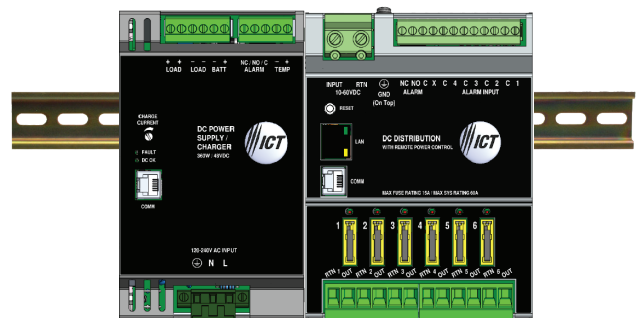 + + - - - +
LOAD LOAD BATT
NC / NO / C
ALARM
- +
TEMP
CHARGE
CURRENT
FAULT
DC OK
COMM
DC POWER
SUPPLY /
CHARGER
360W / 48VDC
ICT
120-240V AC INPUT
N L
INPUT RTN
10-60VDC
GND
(On Top)
NC NO C X C 4 C 3 C 2 C 1
ALARM ALARM INPUT
RESET
LAN
COMM
DC DISTRIBUTION
WITH REMOTE POWER CONTROL
ICT
MAX FUSE RATING 15A / MAX SYS RATING 60A
1 2 3 4 5 6
RTN 1 OUT RTN 2 OUT RTN 3 OUT RTN 4 OUT RTN 5 OUT RTN 6 OUT